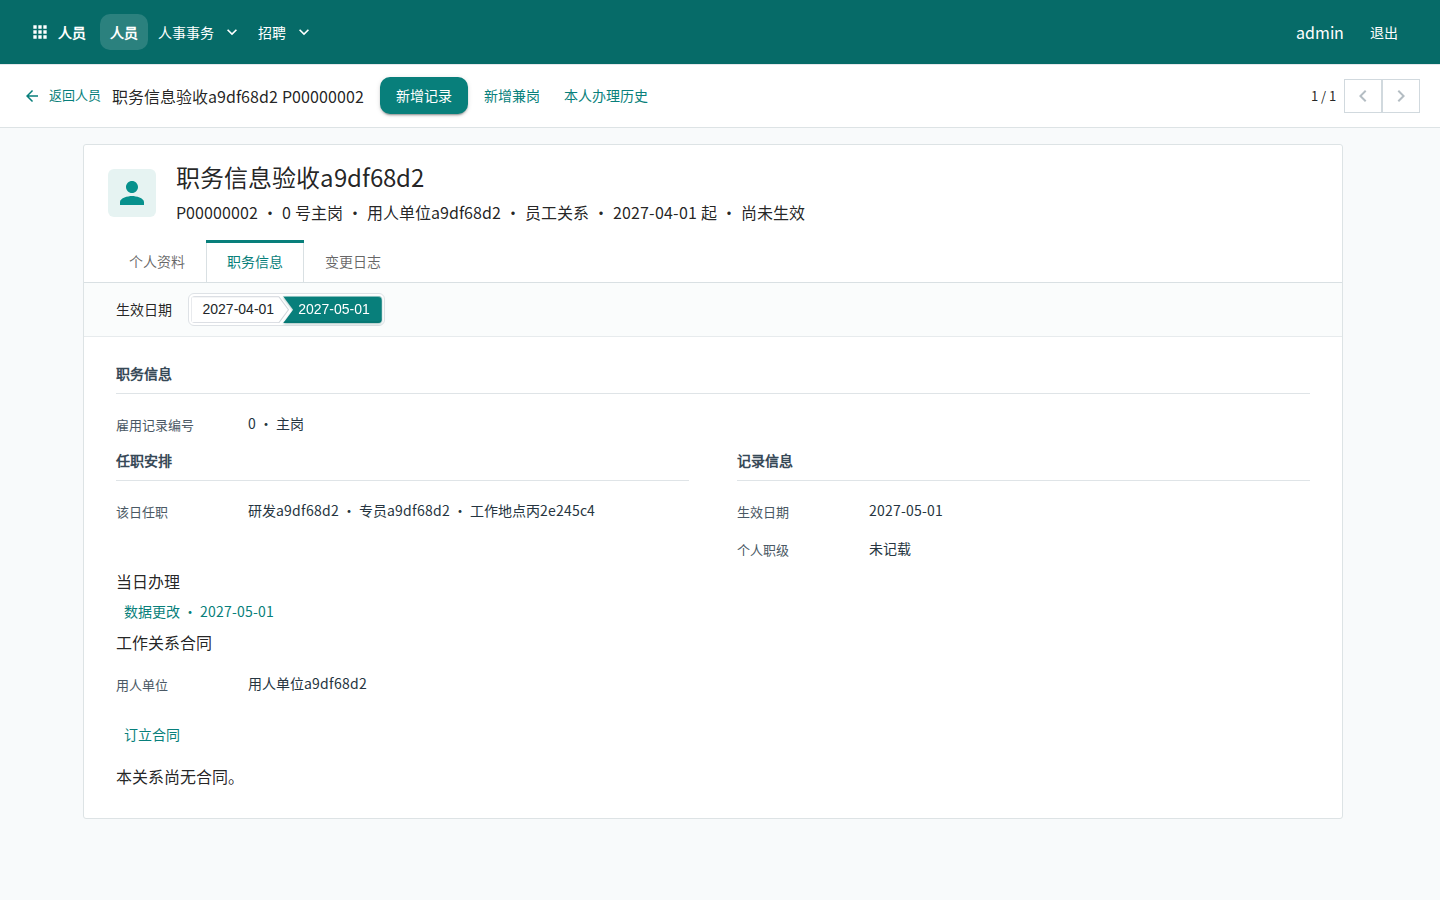 人员 人员 人事事务 招聘 admin 退出
返回人员 职务信息验收a9df68d2 P00000002 新增记录 新增兼岗 本人办理历史 1 / 1
职务信息验收a9df68d2
P00000002 · 0 号主岗 · 用人单位a9df68d2 · 员工关系 · 2027-04-01 起 · 尚未生效
个人资料 职务信息 变更日志
生效日期 2027-04-01 2027-05-01
职务信息
雇用记录编号 0 · 主岗
任职安排 记录信息
该日任职 研发a9df68d2 · 专员a9df68d2 · 工作地点丙2e245c4 生效日期 2027-05-01
个人职级 未记载
当日办理
数据更改 · 2027-05-01
工作关系合同
用人单位 用人单位a9df68d2
订立合同
本关系尚无合同。